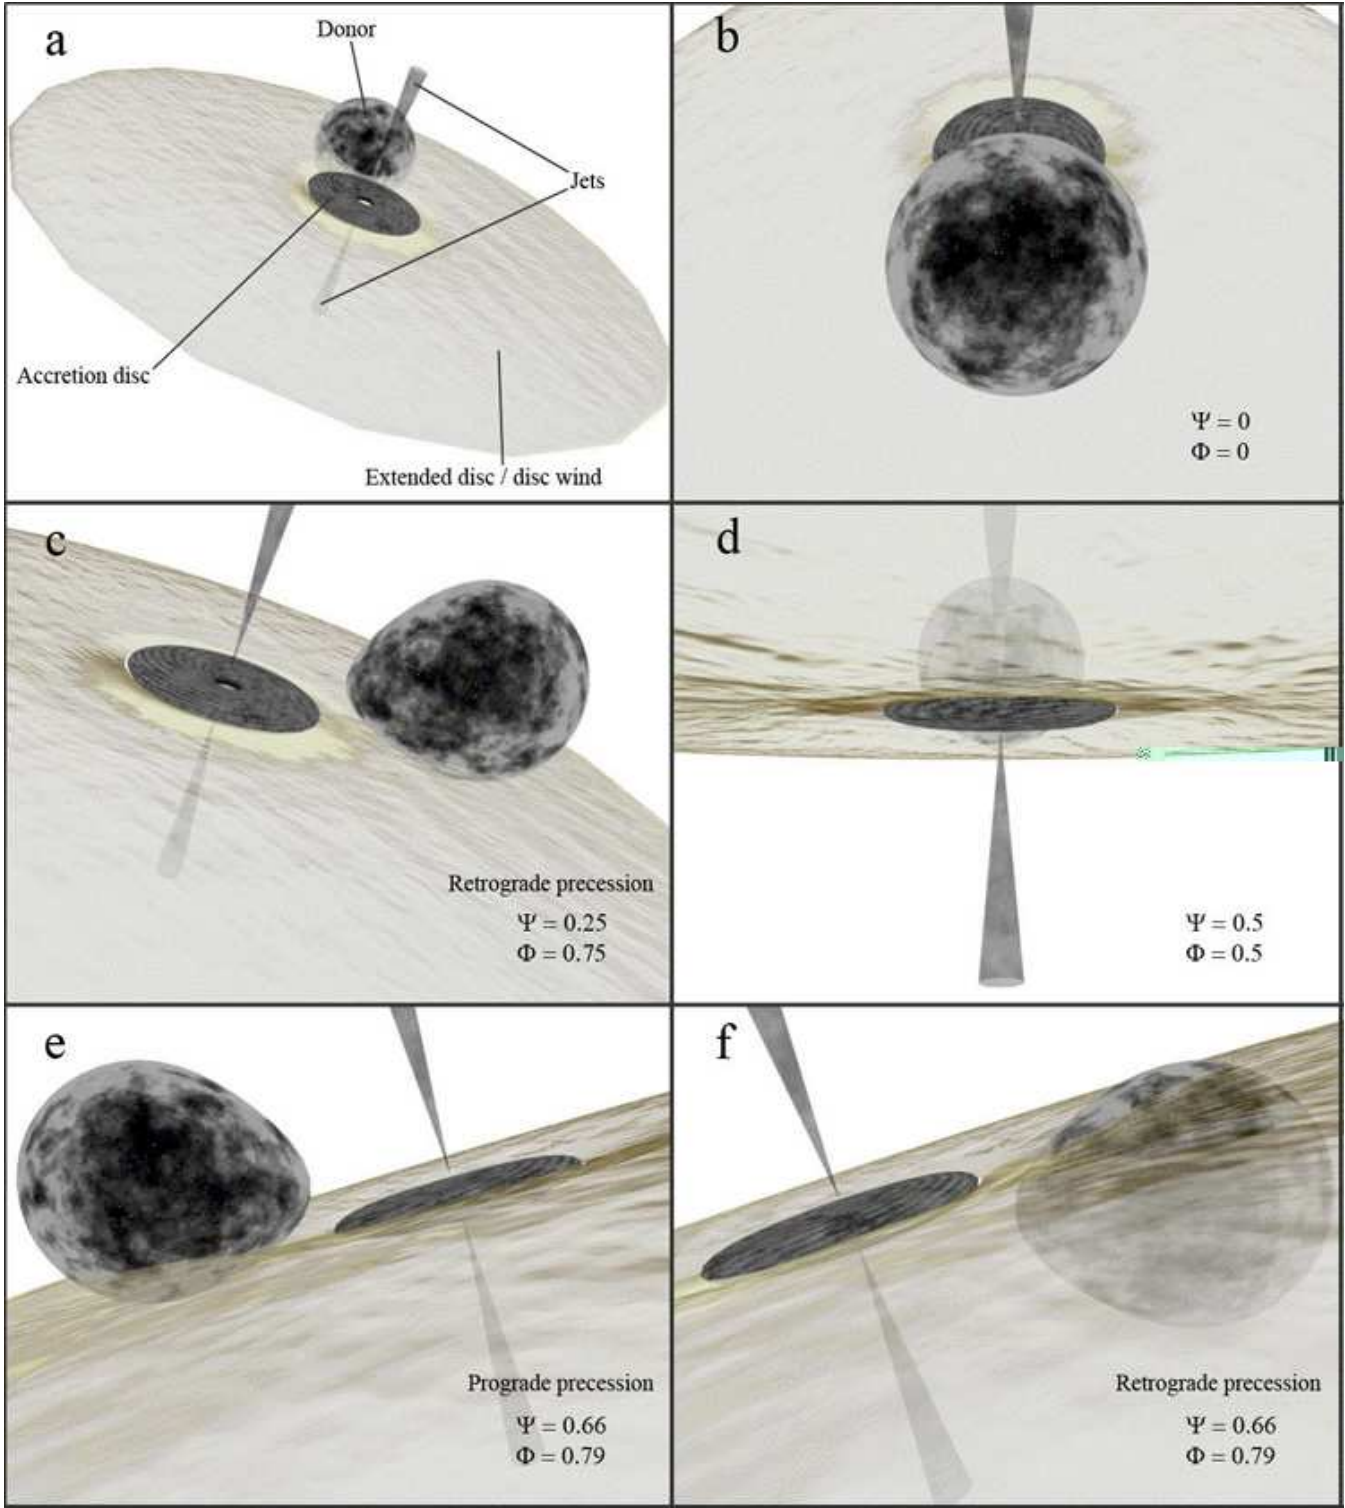 a
Donor
Jets
Accretion disc
Extended disc / disc wind
b
Ψ = 0
Φ = 0
c
Retrograde precession
Ψ = 0.25
Φ = 0.75
d
Ψ = 0.5
Φ = 0.5
e
Prograde precession
Ψ = 0.66
Φ = 0.79
f
Retrograde precession
Ψ = 0.66
Φ = 0.79